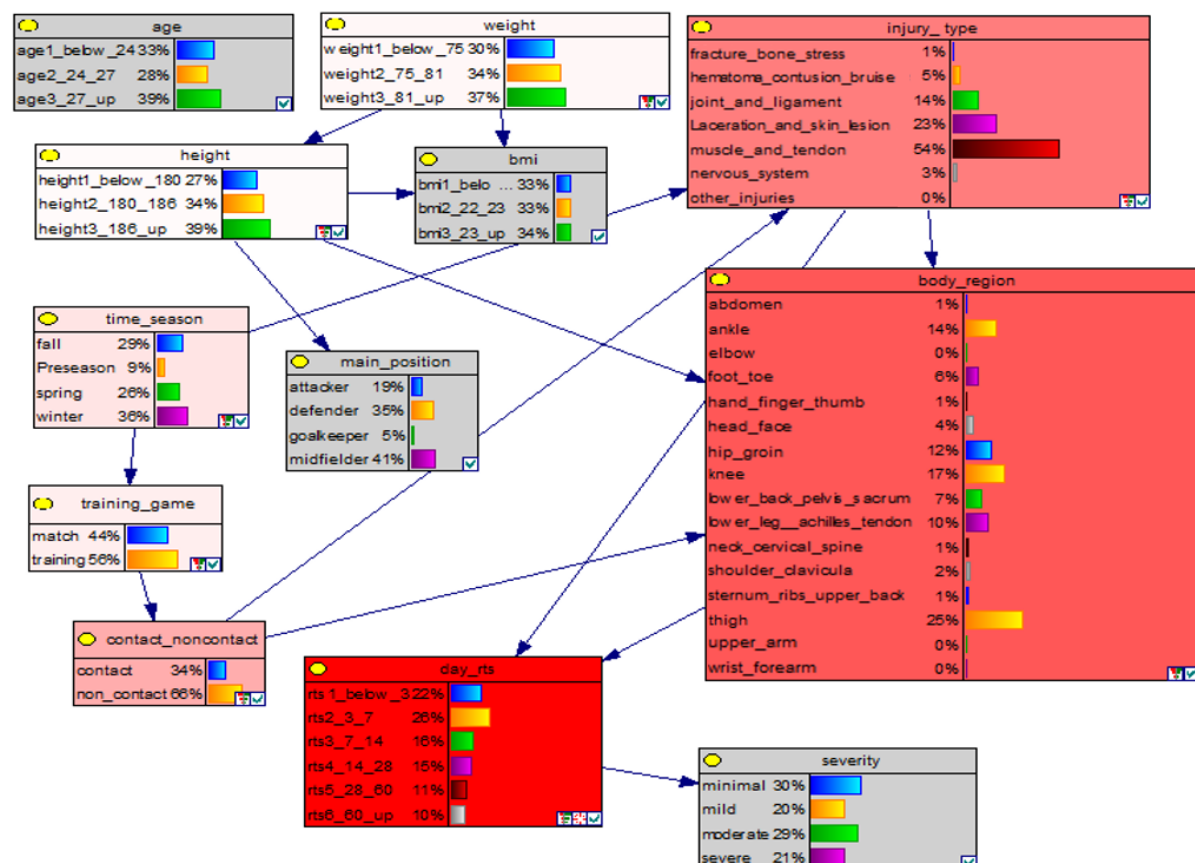 age
age1_below_24 33%
age2_24_27 28%
age3_27_up 39%
weight
weight1_below_75 30%
weight2_75_81 34%
weight3_81_up 37%
injury_type
fracture_bone_stress 1%
hematoma_contusion_bruise 5%
joint_and_ligament 14%
Laceration_and_skin_lesion 23%
muscle_and_tendon 54%
nervous_system 3%
other_injuries 0%
height
height1_below_180 27%
height2_180_186 34%
height3_186_up 39%
bmi
bmi1_belo ... 33%
bmi2_22_23 33%
bmi3_23_up 34%
body_region
abdomen 1%
ankle 14%
elbow 0%
foot_toe 6%
hand_finger_thumb 1%
head_face 4%
hip_groin 12%
knee 17%
lower_back_pelvis_sacrum 7%
lower_leg__achilles_tendon 10%
neck_cervical_spine 1%
shoulder_clavicula 2%
sternum_ribs_upper_back 1%
thigh 25%
upper_arm 0%
wrist_forearm 0%
time_season
fall 29%
Preseason 9%
spring 26%
winter 36%
main_position
attacker 19%
defender 35%
goalkeeper 5%
midfielder 41%
training_game
match 44%
training 56%
contact_noncontact
contact 34%
non_contact 66%
day_rts
rts1_below_3 22%
rts2_3_7 26%
rts3_7_14 16%
rts4_14_28 15%
rts5_28_60 11%
rts6_60_up 10%
severity
minimal 30%
mild 20%
moderate 29%
severe 21%